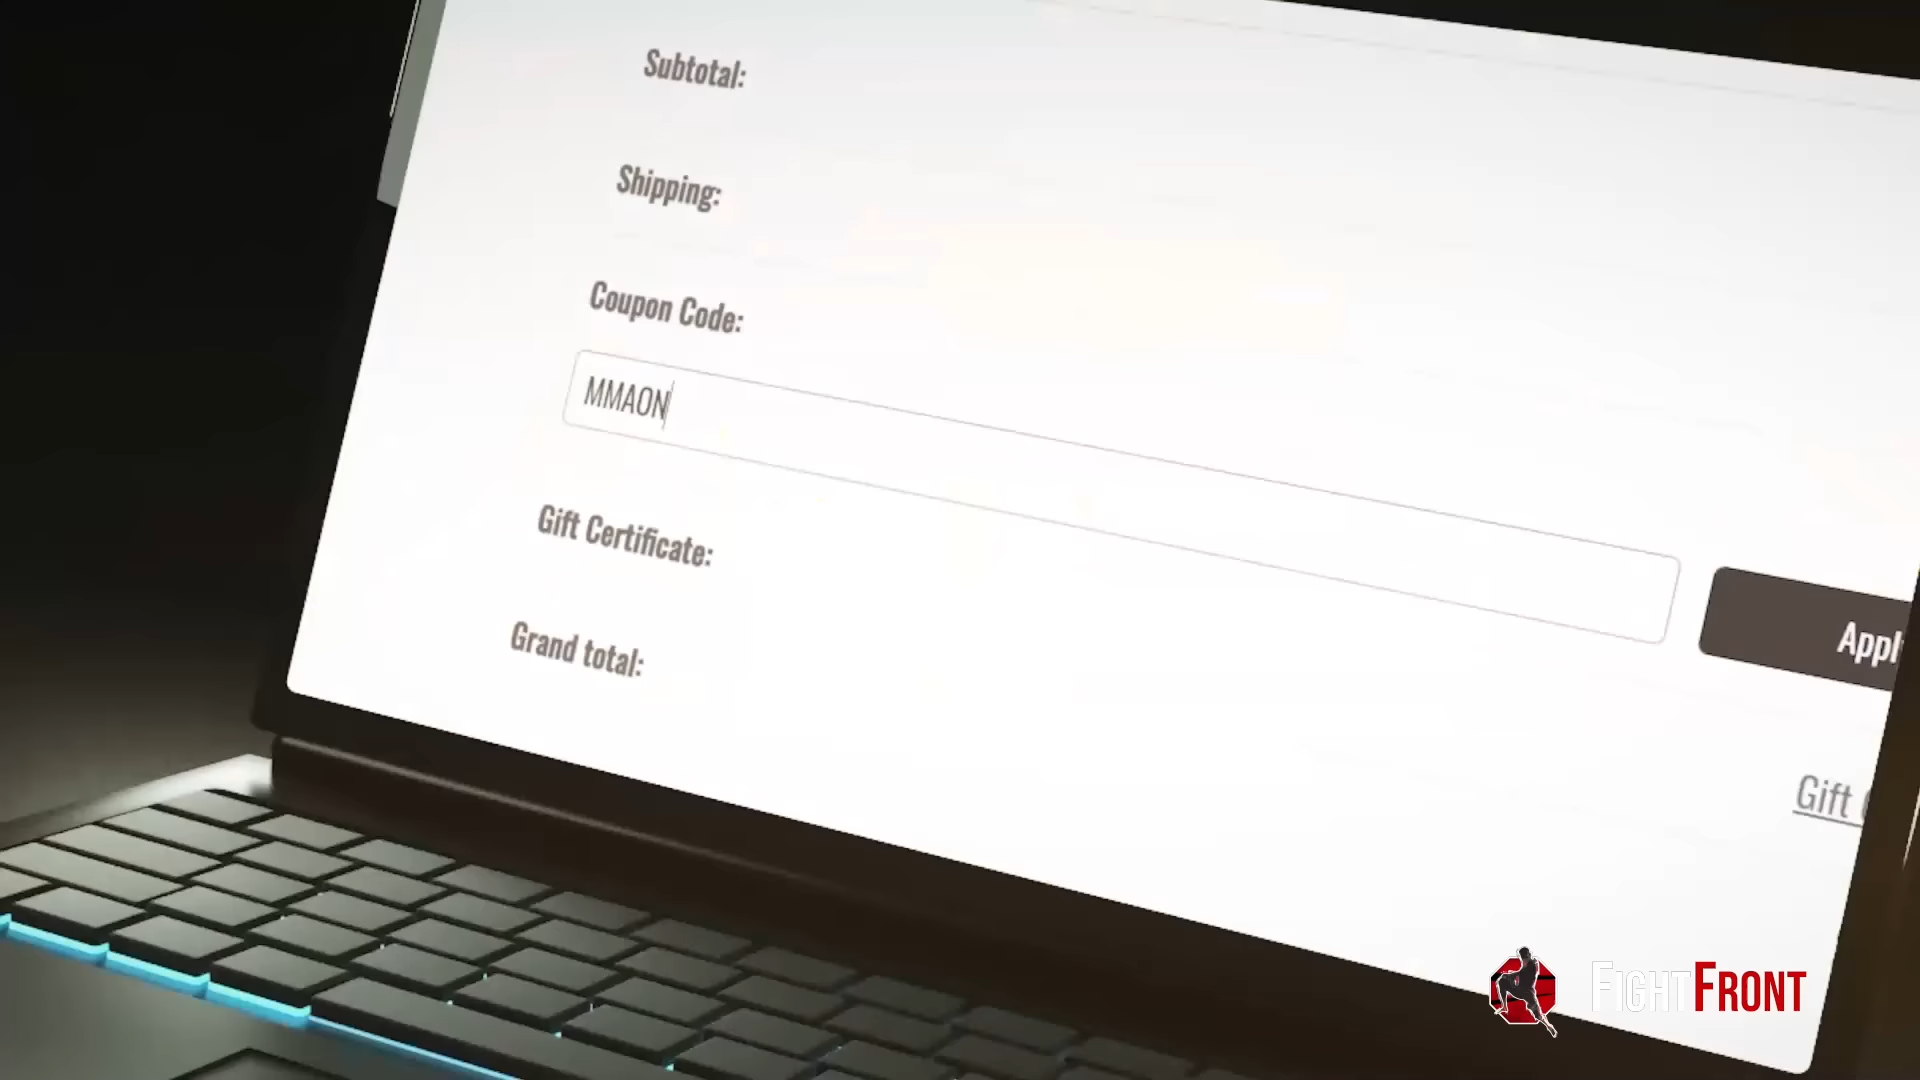 Subtotal:
Shipping:
Coupon Code:
MMAON
Gift Certificate:
Grand total:
Appl
Gift
FIGHTFRONT